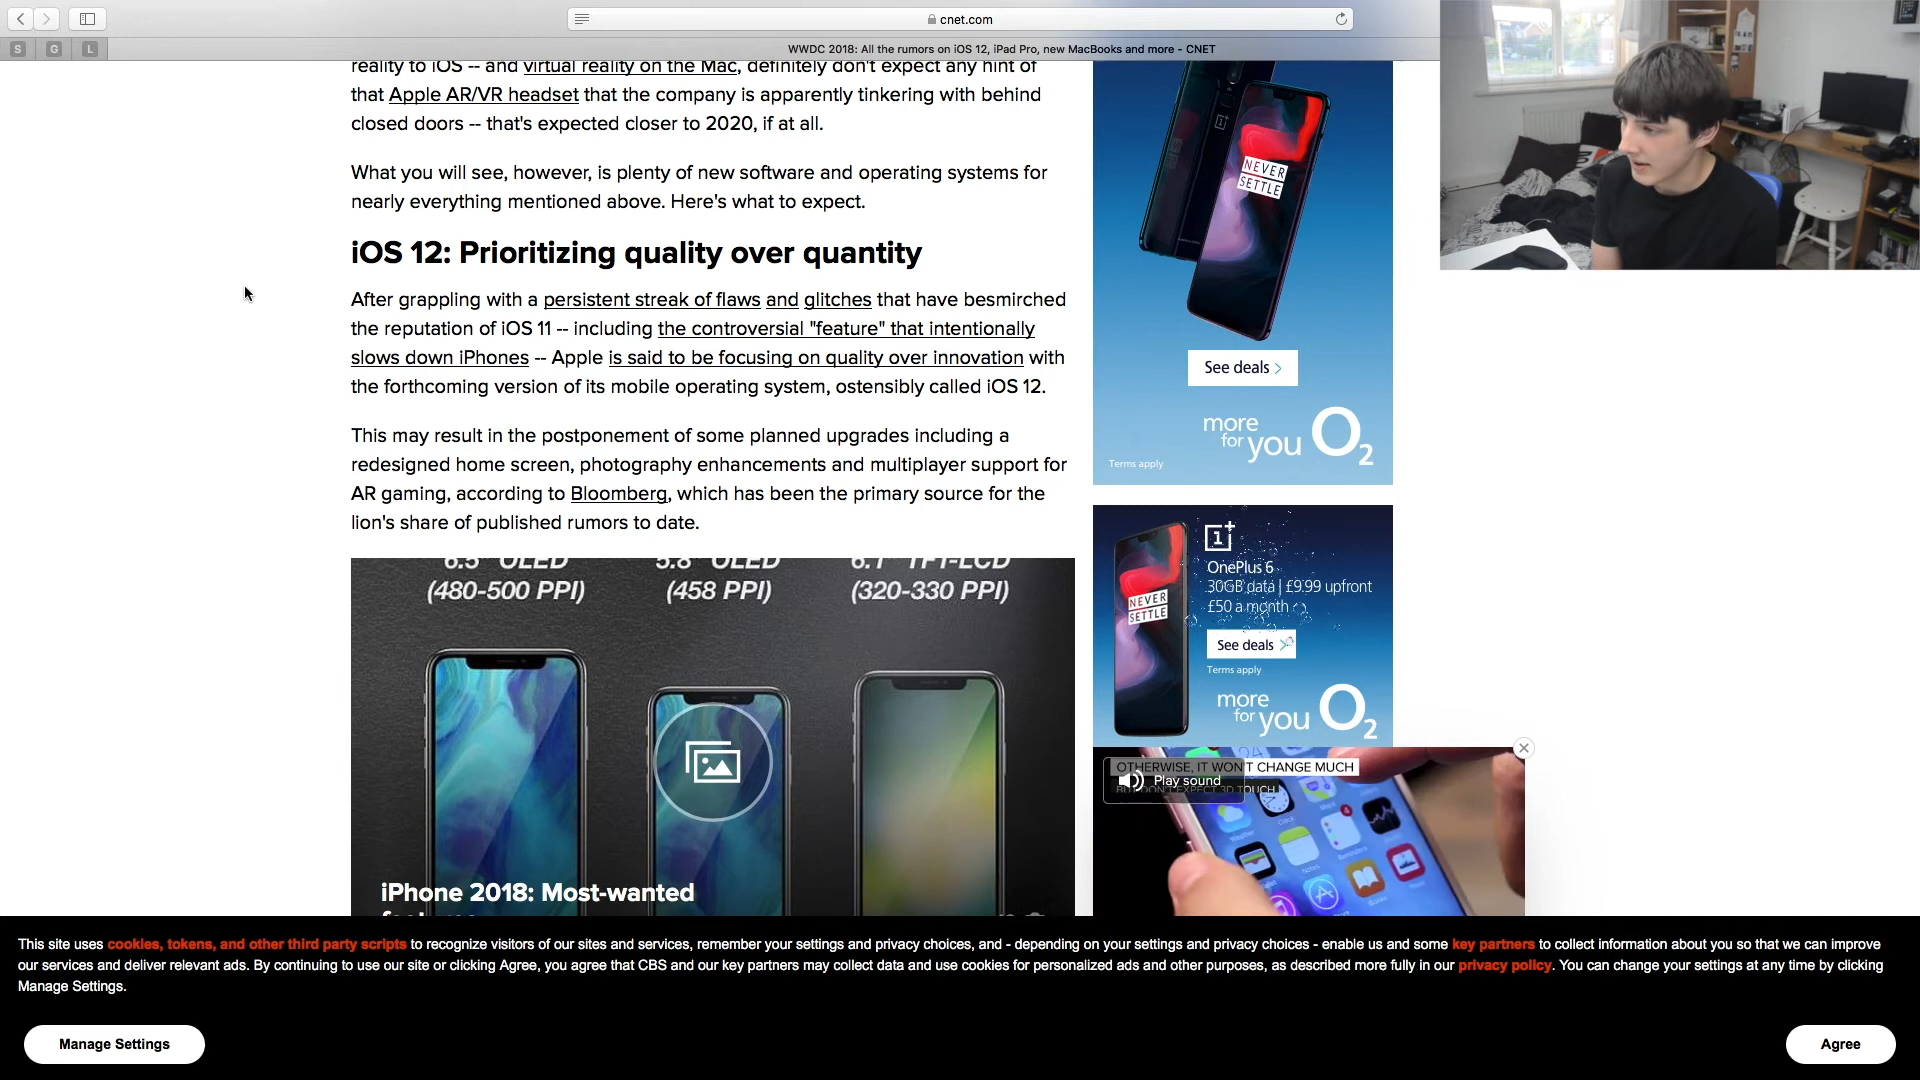 cnet.com
S G L
WWDC 2018: All the rumors on iOS 12, iPad Pro, new MacBooks and more - CNET
reality to iOS -- and virtual reality on the Mac, definitely don't expect any hint of
that Apple AR/VR headset that the company is apparently tinkering with behind
closed doors -- that's expected closer to 2020, if at all.
What you will see, however, is plenty of new software and operating systems for
nearly everything mentioned above. Here's what to expect.
iOS 12: Prioritizing quality over quantity
After grappling with a persistent streak of flaws and glitches that have besmirched
the reputation of iOS 11 -- including the controversial "feature" that intentionally
slows down iPhones -- Apple is said to be focusing on quality over innovation with
the forthcoming version of its mobile operating system, ostensibly called iOS 12.
This may result in the postponement of some planned upgrades including a
redesigned home screen, photography enhancements and multiplayer support for
AR gaming, according to Bloomberg, which has been the primary source for the
lion's share of published rumors to date.
6.5" OLED
(480-500 PPI)
5.8" OLED
(458 PPI)
6.1" TFT-LCD
(320-330 PPI)
iPhone 2018: Most-wanted
NEVER
SETTLE
See deals >
more
for you O2
Terms apply
OnePlus 6
30GB data | £9.99 upfront
£50 a month
NEVER
SETTLE
See deals >
Terms apply
more
for you O2
OTHERWISE, IT WON'T CHANGE MUCH
Play sound
BUT DON'T EXPECT 3D TOUCH
This site uses cookies, tokens, and other third party scripts to recognize visitors of our sites and services, remember your settings and privacy choices, and - depending on your settings and privacy choices - enable us and some key partners to collect information about you so that we can improve
our services and deliver relevant ads. By continuing to use our site or clicking Agree, you agree that CBS and our key partners may collect data and use cookies for personalized ads and other purposes, as described more fully in our privacy policy. You can change your settings at any time by clicking
Manage Settings.
Manage Settings
Agree